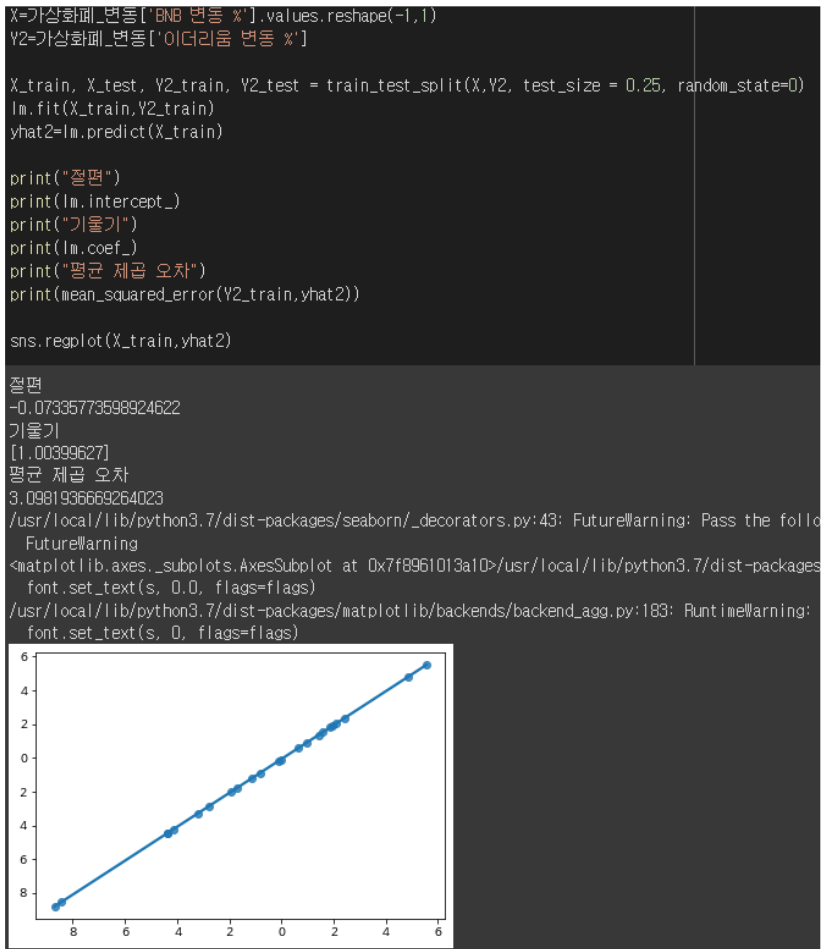 X=가상화폐_변동['BNB 변동 %'].values.reshape(-1,1)
Y2=가상화폐_변동['이더리움 변동 %']
X_train, X_test, Y2_train, Y2_test = train_test_split(X,Y2, test_size = 0.25, random_state=0)
lm.fit(X_train,Y2_train)
yhat2=lm.predict(X_train)
print("절편")
print(lm.intercept_)
print("기울기")
print(lm.coef_)
print("평균 제곱 오차")
print(mean_squared_error(Y2_train,yhat2))
sns.regplot(X_train,yhat2)
절편
-0.07335773598924622
기울기
[1.00399627]
평균 제곱 오차
3.0981936669264023
/usr/local/lib/python3.7/dist-packages/seaborn/_decorators.py:43: FutureWarning: Pass the follo
FutureWarning
<matplotlib.axes._subplots.AxesSubplot at 0x7f8961013a10>/usr/local/lib/python3.7/dist-packages
font.set_text(s, 0.0, flags=flags)
/usr/local/lib/python3.7/dist-packages/matplotlib/backends/backend_agg.py:183: RuntimeWarning:
font.set_text(s, 0, flags=flags)
6
4
2
0
2
4
6
8
8 6 4 2 0 2 4 6